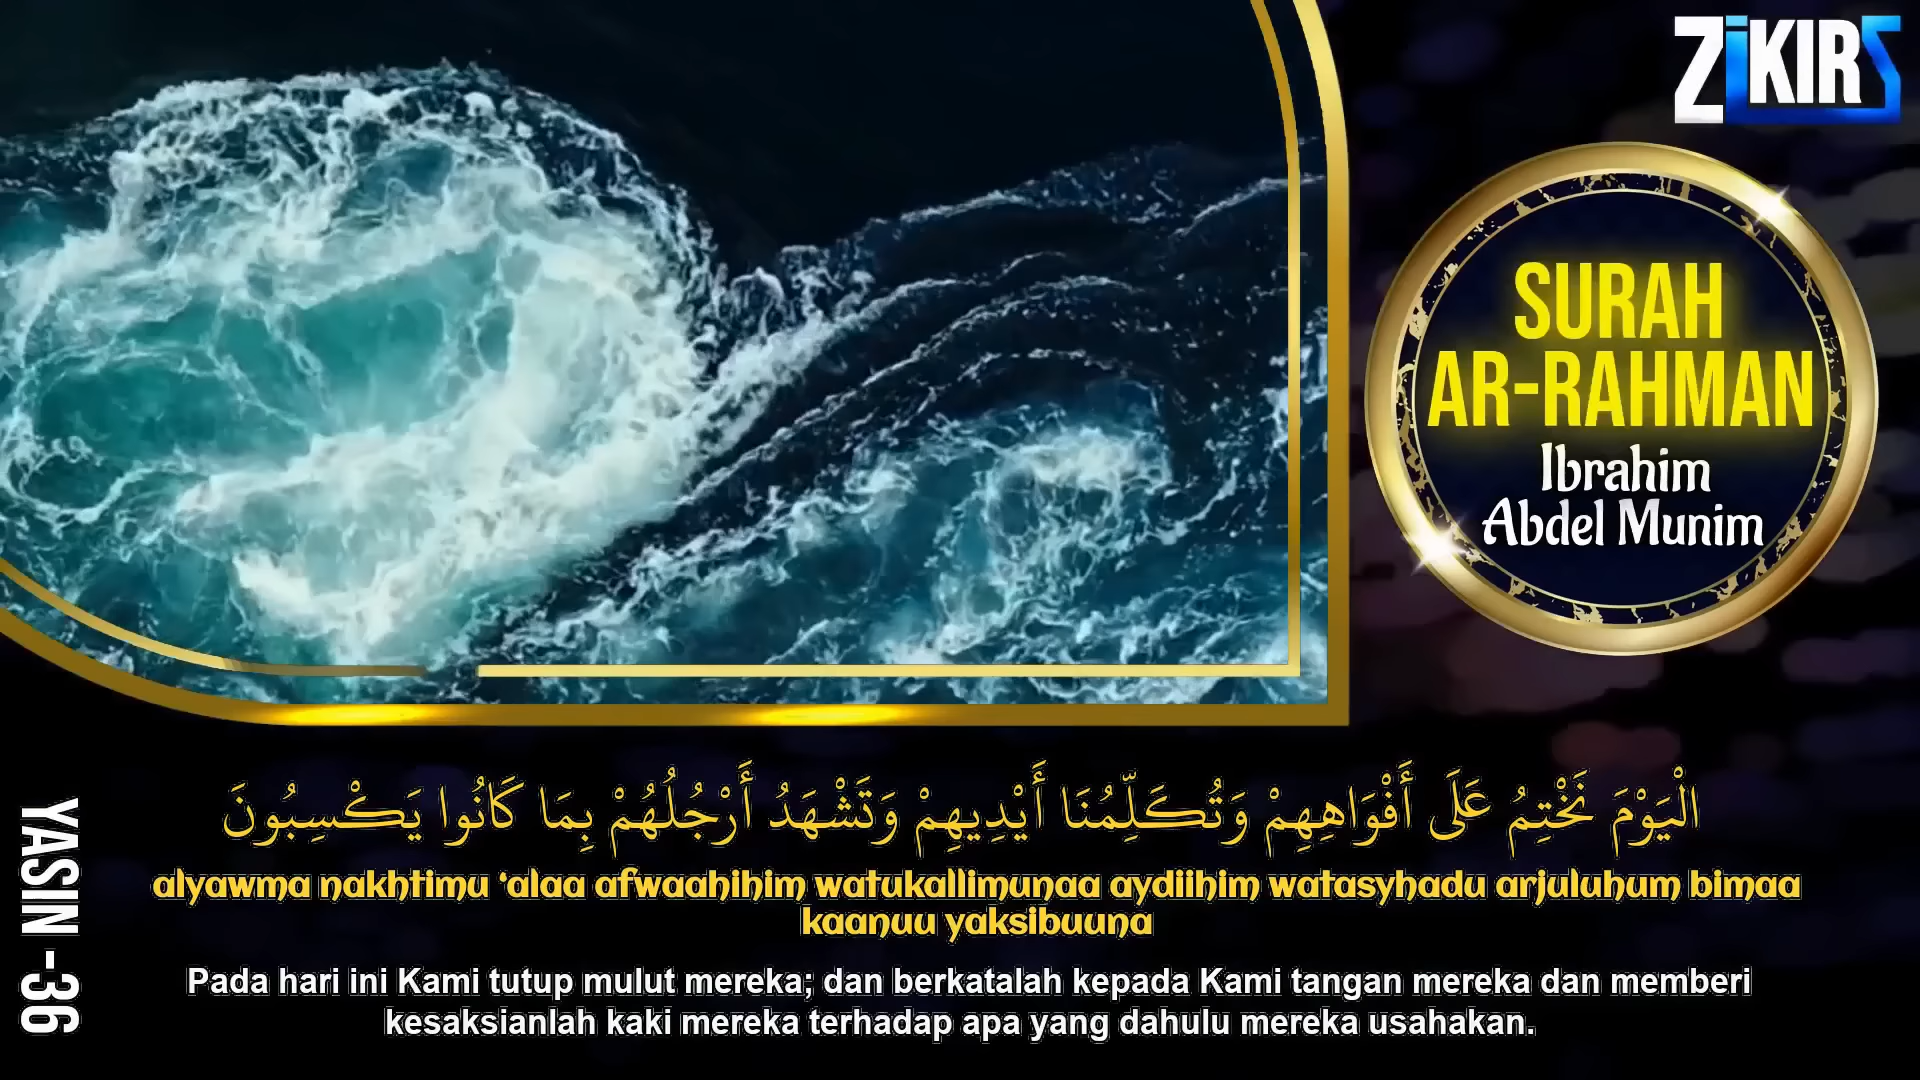 ZiKIRS
SURAH
AR-RAHMAN
Ibrahim
Abdel Munim
الْيَوْمَ نَخْتِمُ عَلَى أَفْوَاهِهِمْ وَتُكَلِّمُنَا أَيْدِيهِمْ وَتَشْهَدُ أَرْجُلُهُمْ بِمَا كَانُوا يَكْسِبُونَ
alyawma nakhtimu ‘alaa afwaahihim watukallimunaa aydiihim watasyhadu arjuluhum bimaa
kaanuu yaksibuuna
Pada hari ini Kami tutup mulut mereka; dan berkatalah kepada Kami tangan mereka dan memberi
kesaksianlah kaki mereka terhadap apa yang dahulu mereka usahakan.
YASIN -36